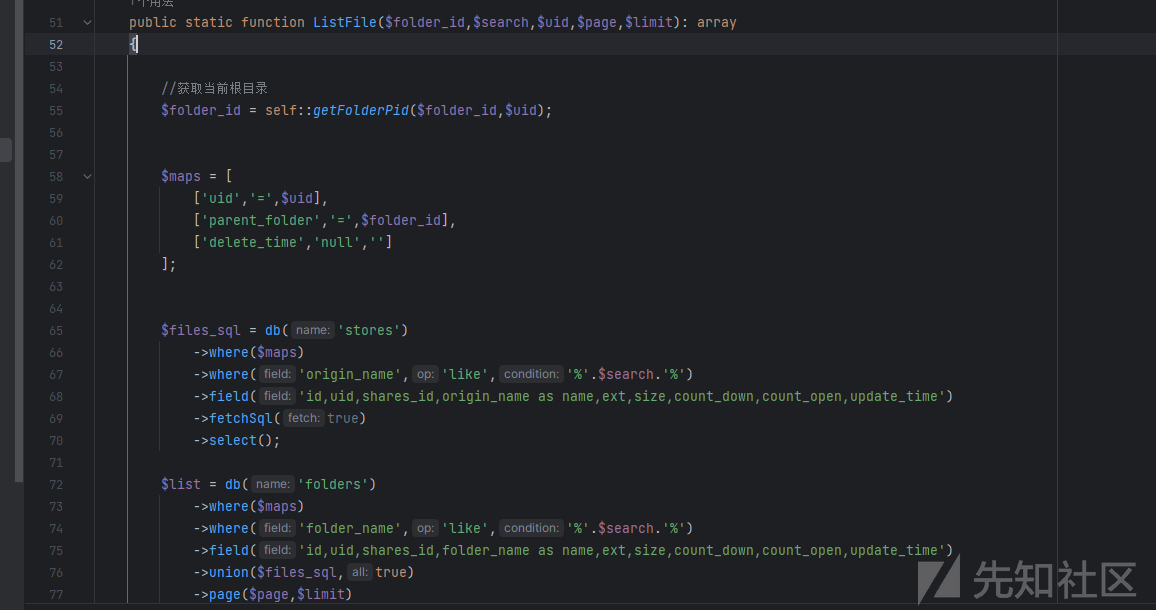 1个用法
51 public static function ListFile($folder_id,$search,$uid,$page,$limit): array
52 {
53
54 //获取当前根目录
55 $folder_id = self::getFolderPid($folder_id,$uid);
56
57
58 $maps = [
59 ['uid','=',$uid],
60 ['parent_folder','=',$folder_id],
61 ['delete_time','null','']
62 ];
63
64
65 $files_sql = db( name: 'stores')
66 ->where($maps)
67 ->where( field: 'origin_name', op: 'like', condition: '%'.$search.'%')
68 ->field( field: 'id,uid,shares_id,origin_name as name,ext,size,count_down,count_open,update_time')
69 ->fetchSql( fetch: true)
70 ->select();
71
72 $list = db( name: 'folders')
73 ->where($maps)
74 ->where( field: 'folder_name', op: 'like', condition: '%'.$search.'%')
75 ->field( field: 'id,uid,shares_id,folder_name as name,ext,size,count_down,count_open,update_time')
76 ->union($files_sql, all: true)
77 ->page($page,$limit)
先知社区